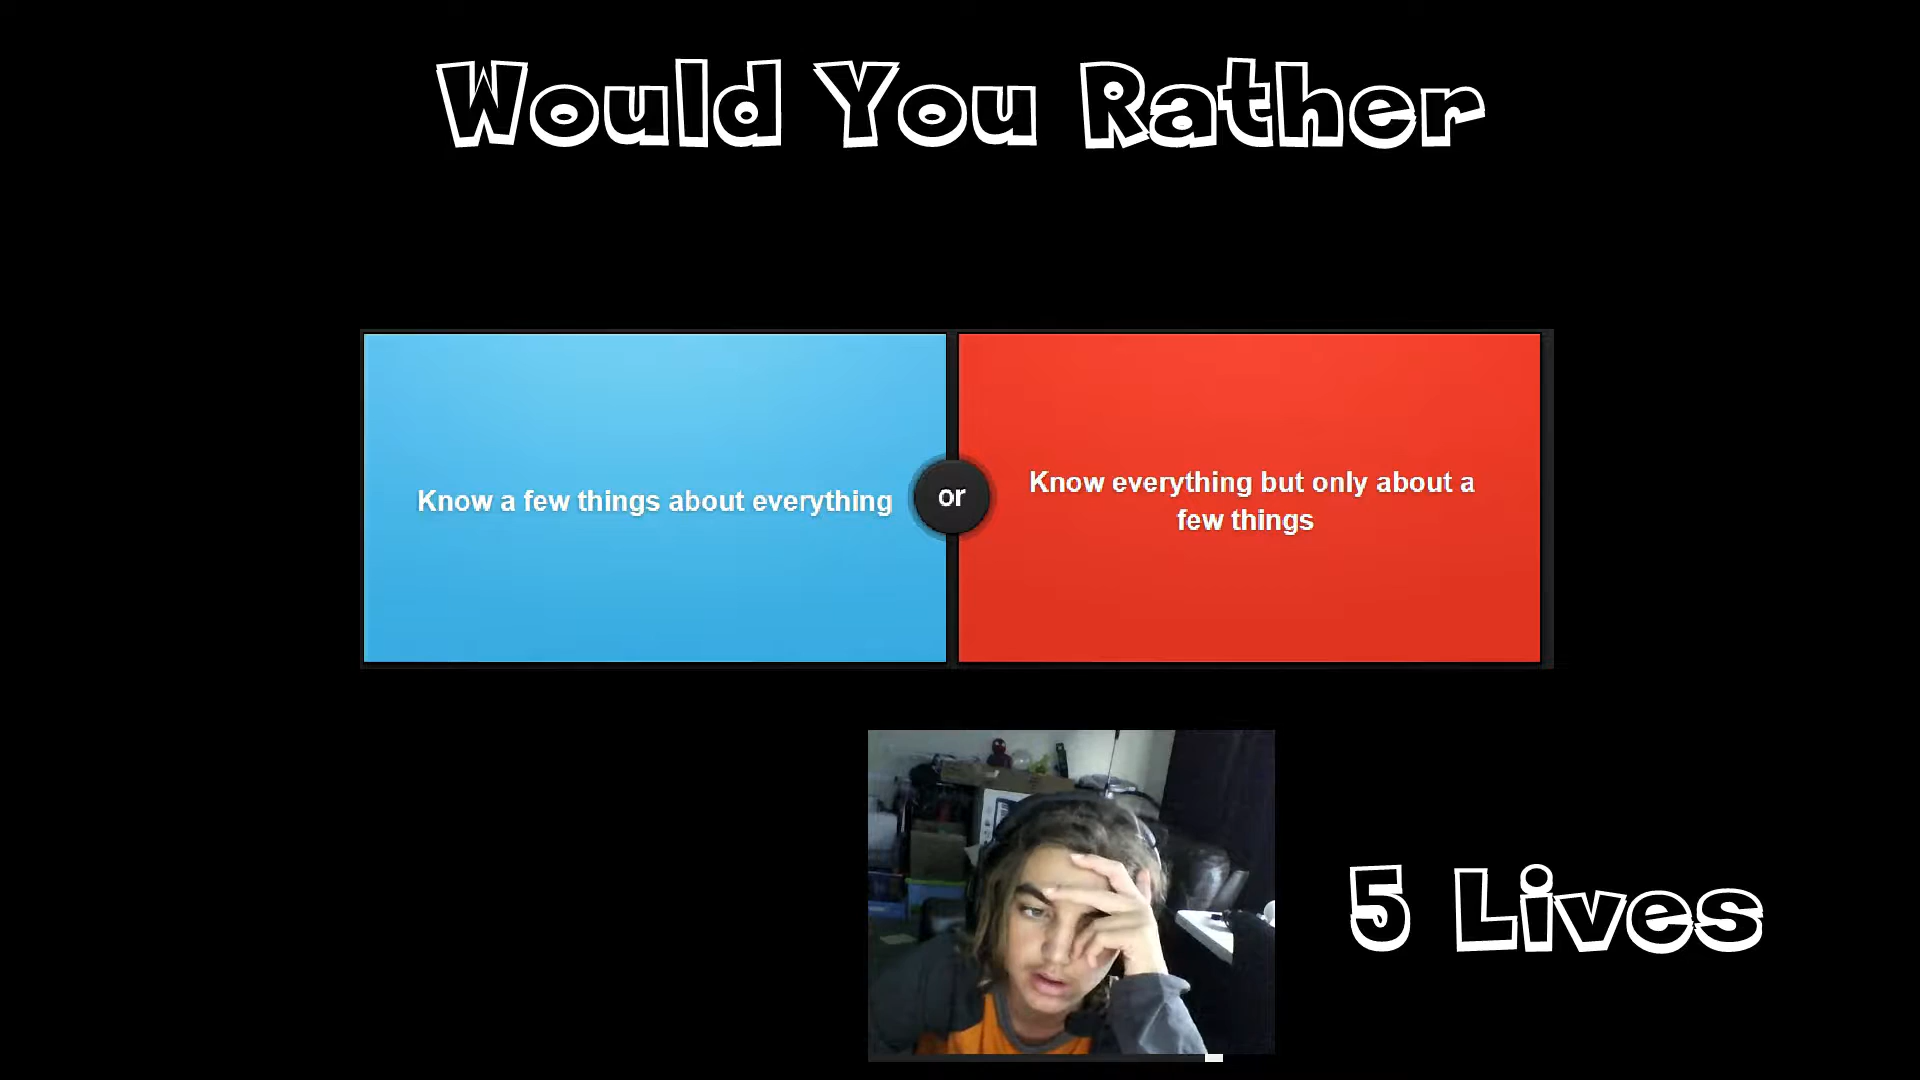 Would You Rather
Know a few things about everything
or
Know everything but only about a
few things
5 Lives